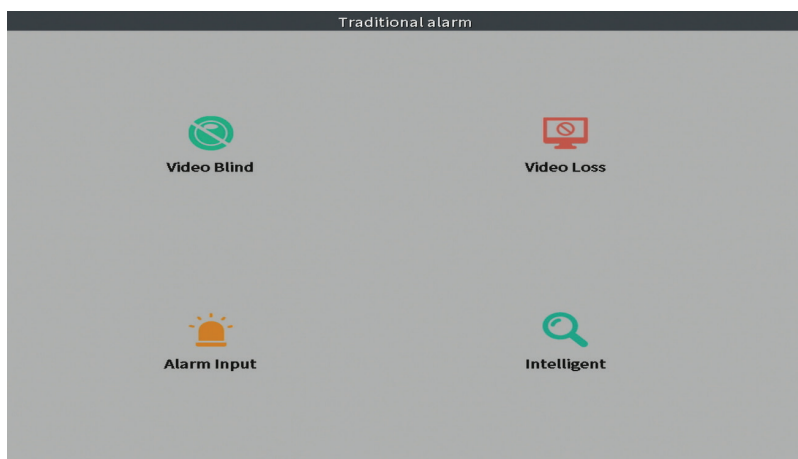 Traditional alarm
Video Blind
Video Loss
Alarm Input
Intelligent